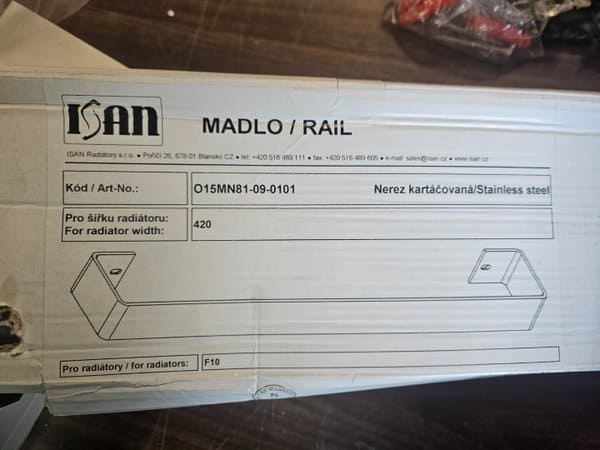 ISAN
MADLO / RAIL
ISAN Radiátory s.r.o. ● Poříčí 26, 678 01 Blansko CZ ● tel: +420 516 489 111 ● fax: +420 516 489 605 ● e-mail: sales@isan.cz ● www.isan.cz
Kód / Art-No.: O15MN81-09-0101 Nerez kartáčovaná/Stainless steel
Pro šířku radiátoru: 420
For radiator width:
Pro radiátory / for radiators: F10